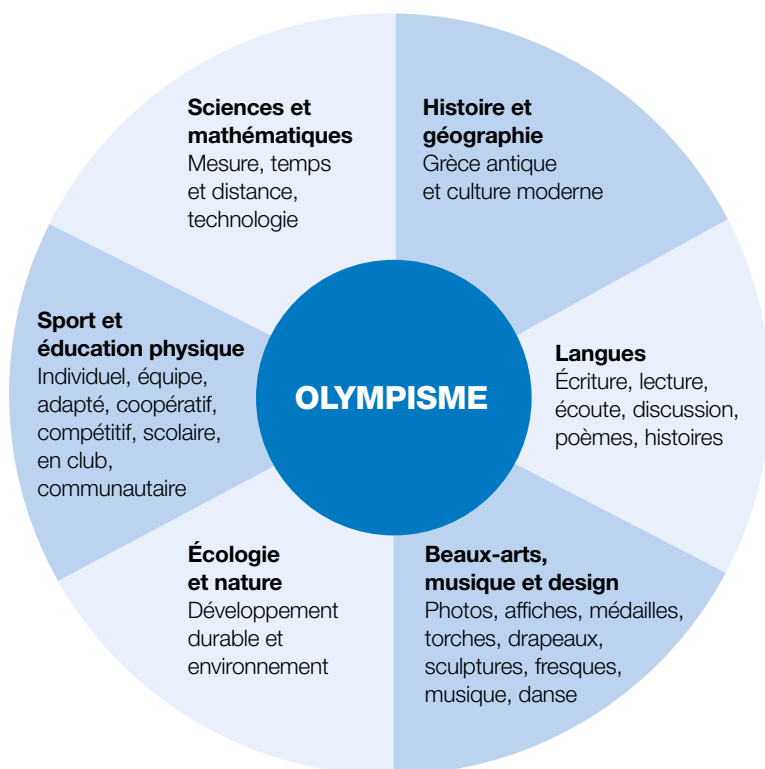 Sciences et
mathématiques
Mesure, temps
et distance,
technologie
Histoire et
géographie
Grèce antique
et culture moderne
Sport et
éducation physique
Individuel, équipe,
adapté, coopératif,
compétitif, scolaire,
en club,
communautaire
OLYMPISME
Langues
Écriture, lecture,
écoute, discussion,
poèmes, histoires
Écologie
et nature
Développement
durable et
environnement
Beaux-arts,
musique et design
Photos, affiches, médailles,
torches, drapeaux,
sculptures, fresques,
musique, danse